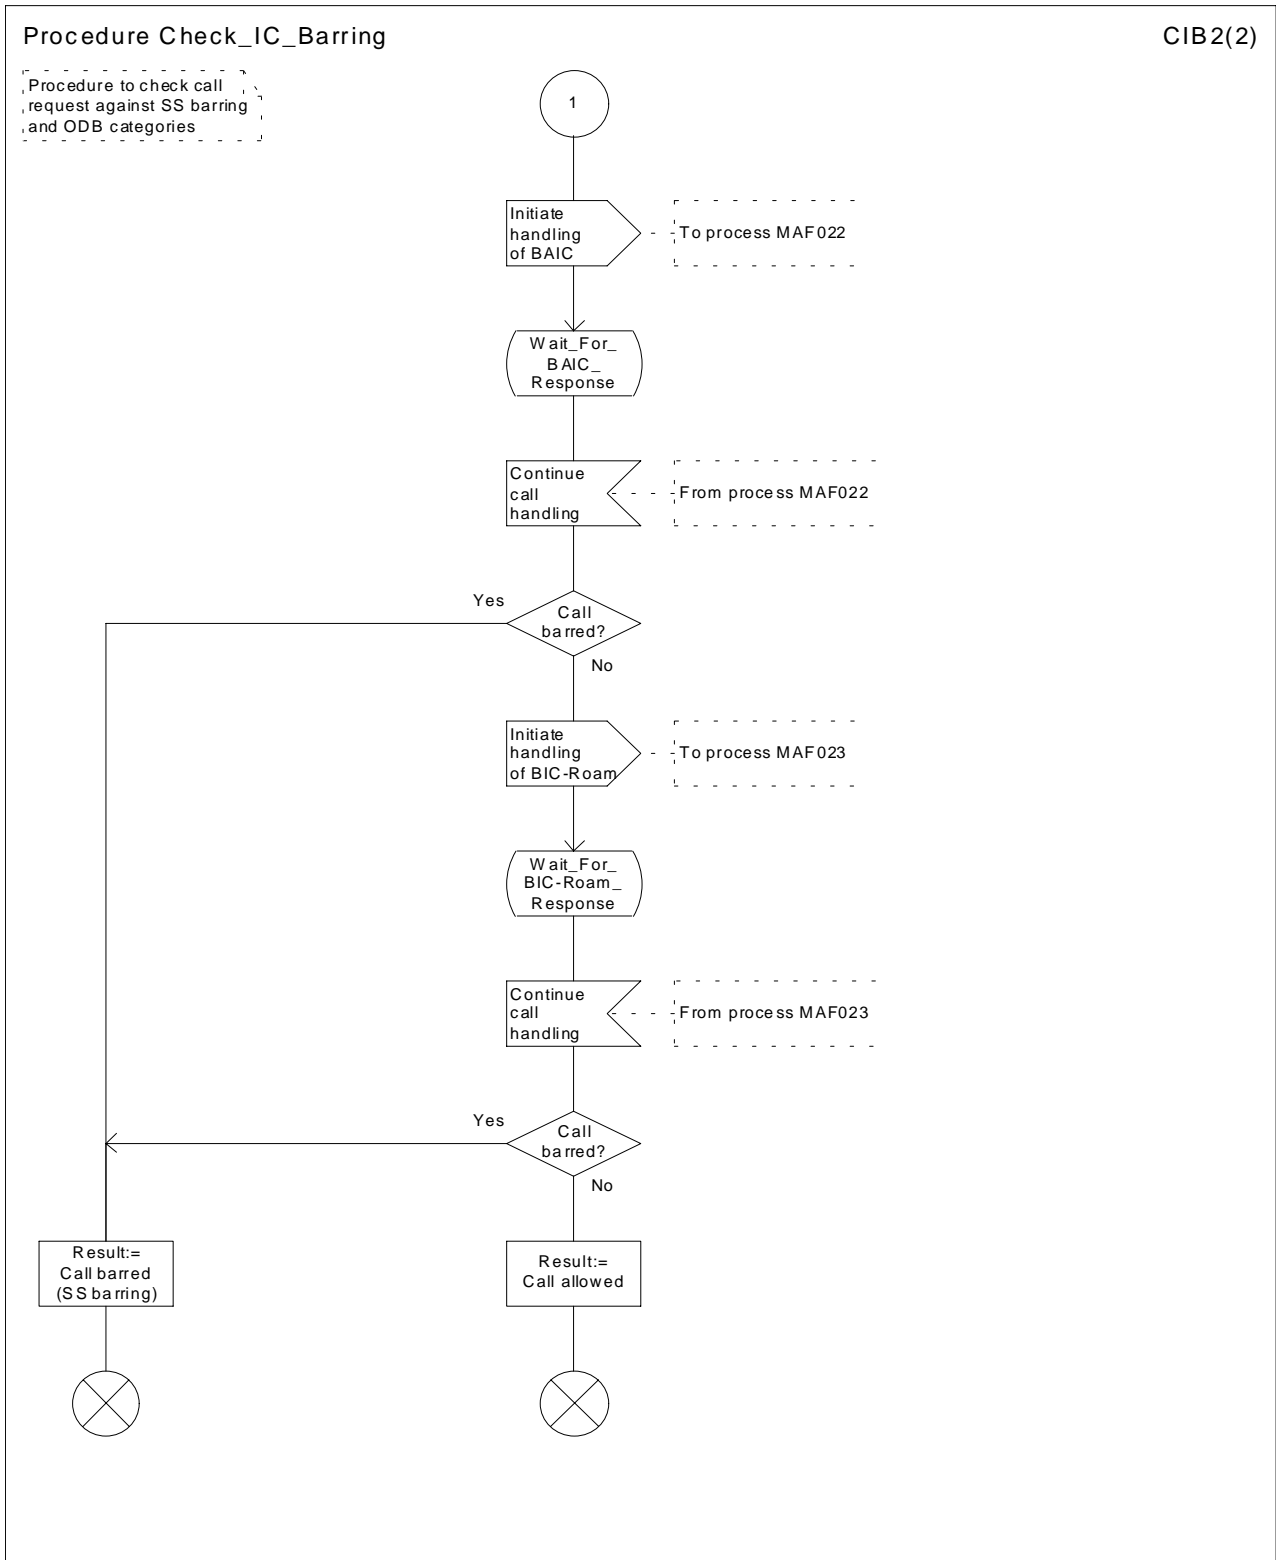 Procedure Check_IC_Barring
CIB2(2)
Procedure to check call
request against SS barring
and ODB categories
1
Initiate
handling
of BAIC
To process MAF022
Wait_For_
BAIC_
Response
Continue
call
handling
From process MAF022
Yes
Call
barred?
No
Initiate
handling
of BIC-Roam
To process MAF023
Wait_For_
BIC-Roam_
Response
Continue
call
handling
From process MAF023
Yes
Call
barred?
No
Result:=
Call barred
(SS barring)
Result:=
Call allowed